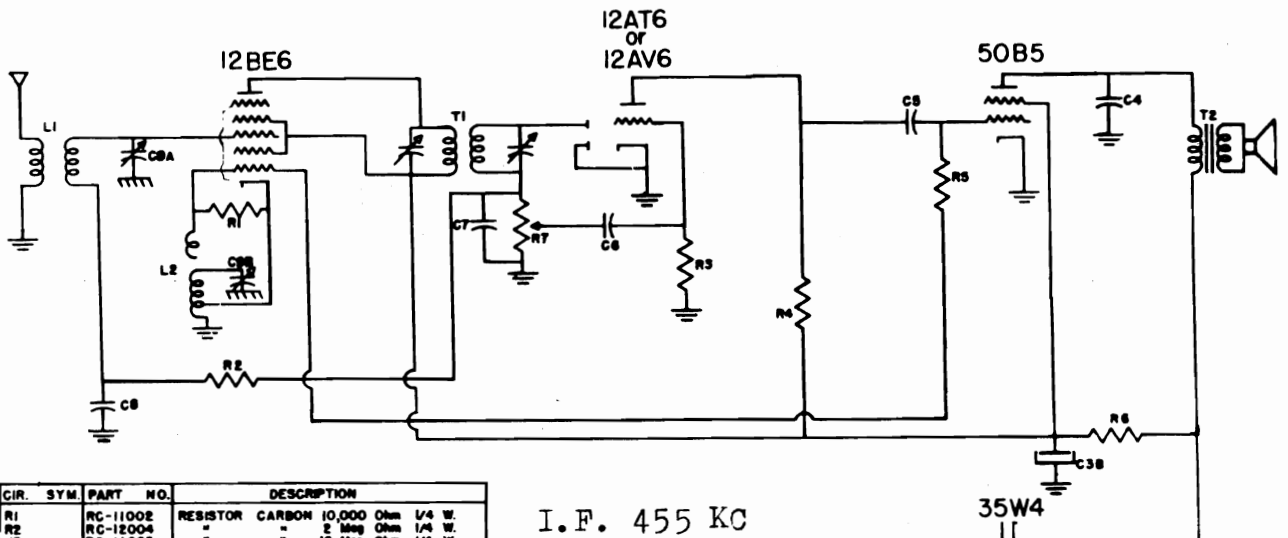 12AT6
or
12AV6
12BE6
50B5
L1
C9A
T1
C5
C4
T2
R1
L2
C9B
C7
R7
C6
R3
R5
R4
R2
C8
R6
C3B
CIR. SYM. PART NO. DESCRIPTION
R1 RC-11002 RESISTOR CARBON 10,000 Ohm 1/4 W.
R2 RC-12004 " " 2 Meg Ohm 1/4 W.
I.F. 455 KC
35W4